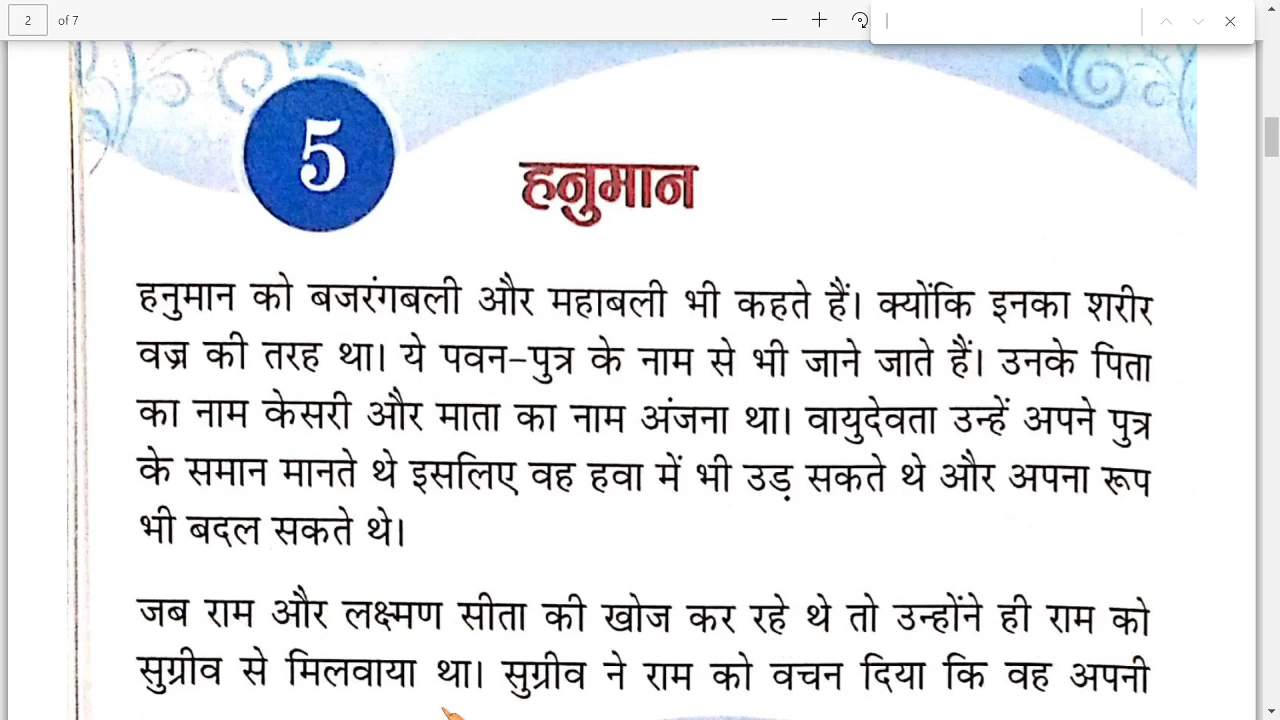 2 of 7
5
हनुमान
हनुमान को बजरंगबली और महाबली भी कहते हैं। क्योंकि इनका शरीर
वज्र की तरह था। ये पवन-पुत्र के नाम से भी जाने जाते हैं। उनके पिता
का नाम केसरी और माता का नाम अंजना था। वायुदेवता उन्हें अपने पुत्र
के समान मानते थे इसलिए वह हवा में भी उड़ सकते थे और अपना रूप
भी बदल सकते थे।
जब राम और लक्ष्मण सीता की खोज कर रहे थे तो उन्होंने ही राम को
सुग्रीव से मिलवाया था। सुग्रीव ने राम को वचन दिया कि वह अपनी